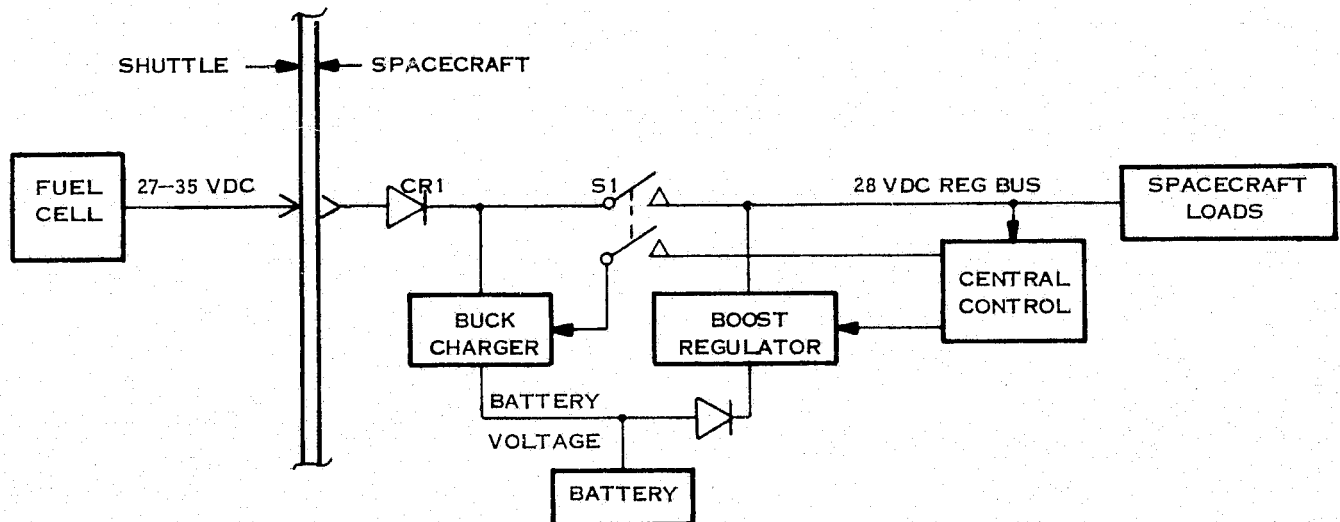 SHUTTLE
SPACECRAFT
FUEL
CELL
27—35 VDC
CR1
S1
28 VDC REG BUS
SPACECRAFT
LOADS
CENTRAL
CONTROL
BUCK
CHARGER
BOOST
REGULATOR
BATTERY
VOLTAGE
BATTERY